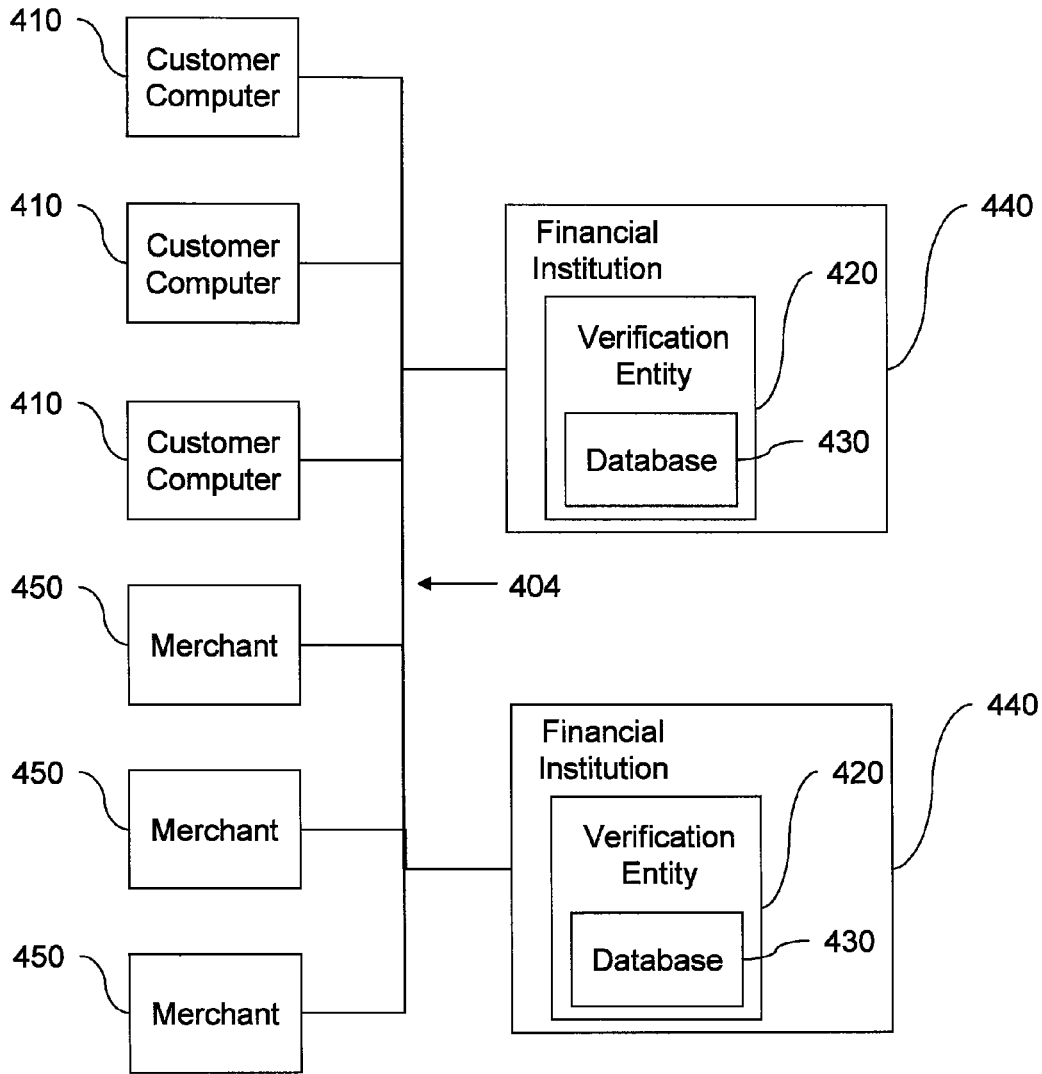 410
Customer
Computer
410
Customer
Computer
440
Financial
Institution
420
Verification
Entity
410
Customer
Computer
430
Database
450
Merchant
404
450
Merchant
440
Financial
Institution
420
Verification
Entity
430
Database
450
Merchant